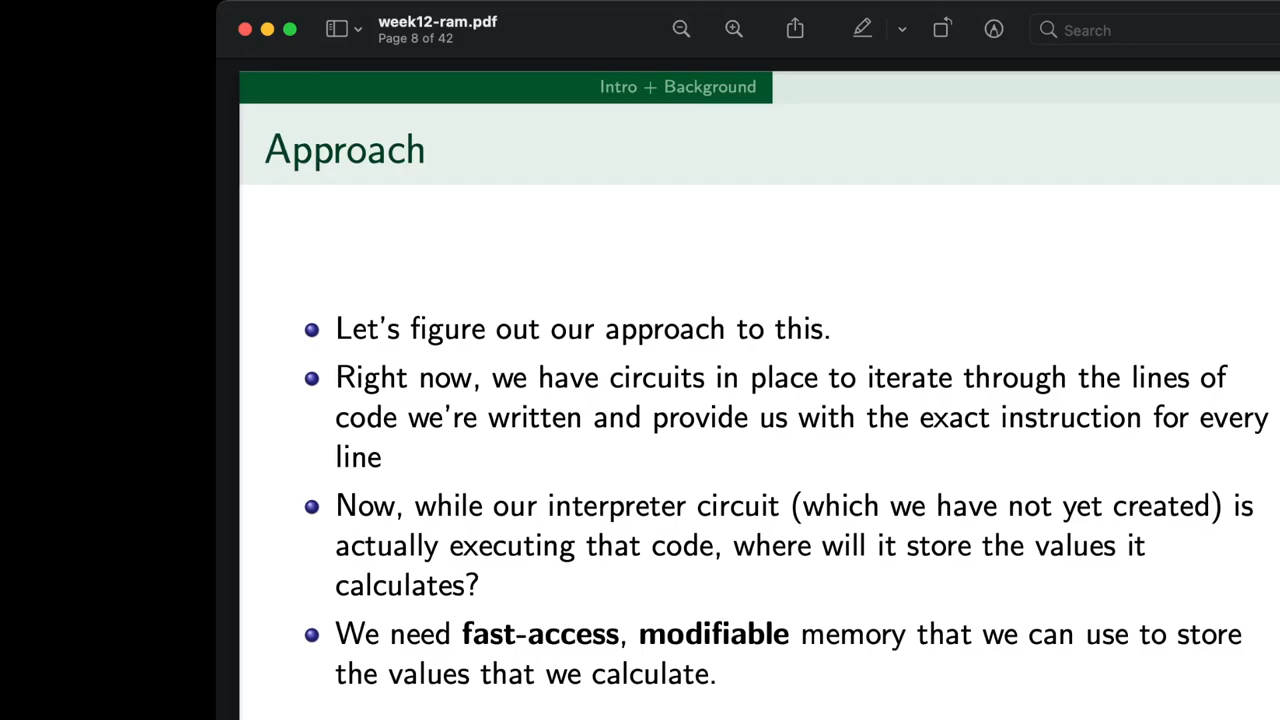 week12-ram.pdf
Page 8 of 42
Search
Intro + Background
Approach
Let's figure out our approach to this.
Right now, we have circuits in place to iterate through the lines of
code we're written and provide us with the exact instruction for every
line
Now, while our interpreter circuit (which we have not yet created) is
actually executing that code, where will it store the values it
calculates?
We need fast-access, modifiable memory that we can use to store
the values that we calculate.